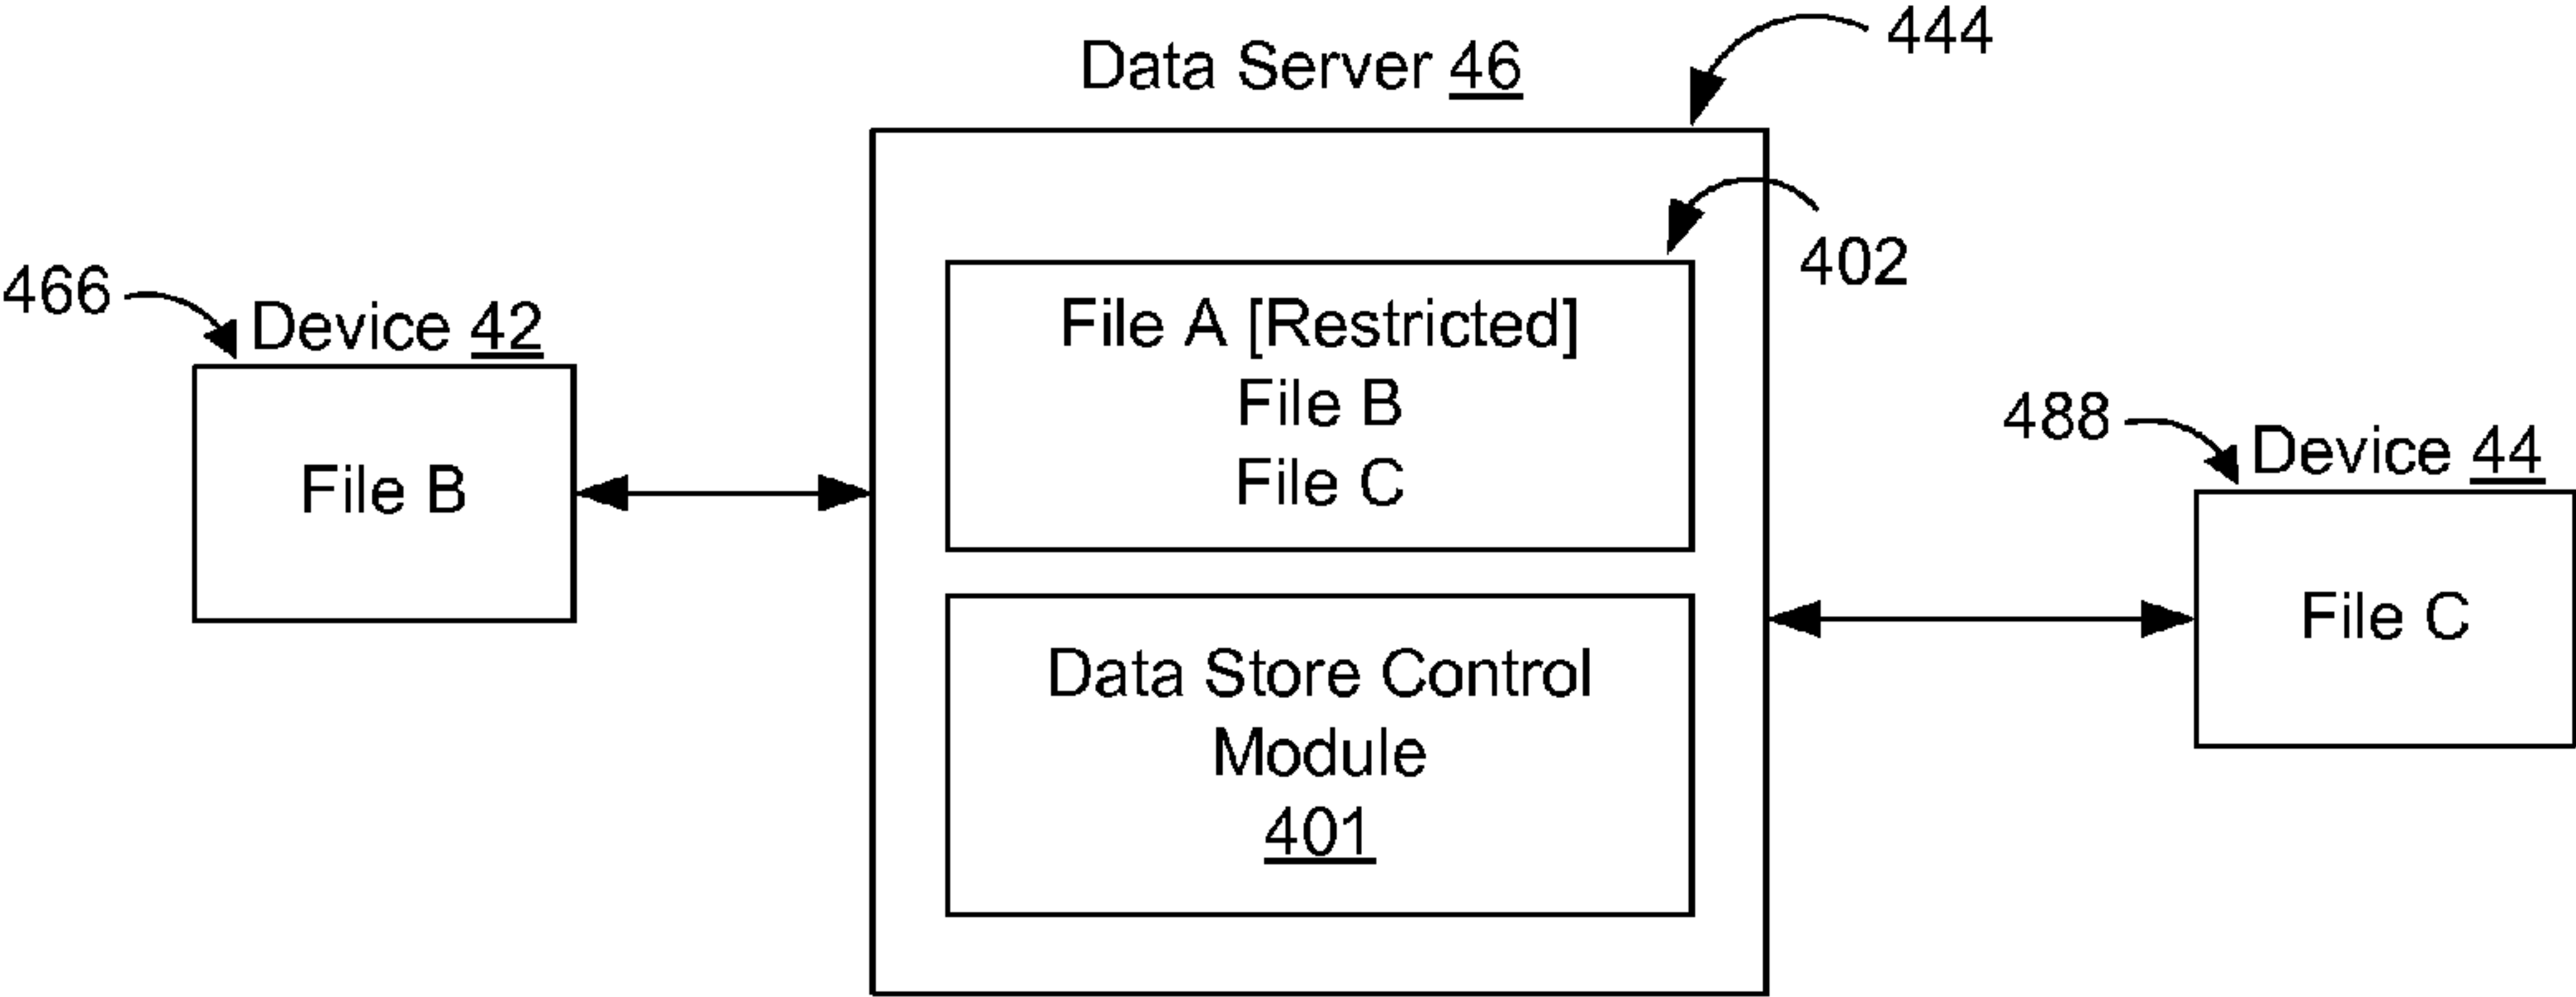 444
Data Server 46
402
466
Device 42
File A [Restricted]
File B
File C
488
Device 44
File B
File C
Data Store Control
Module
401